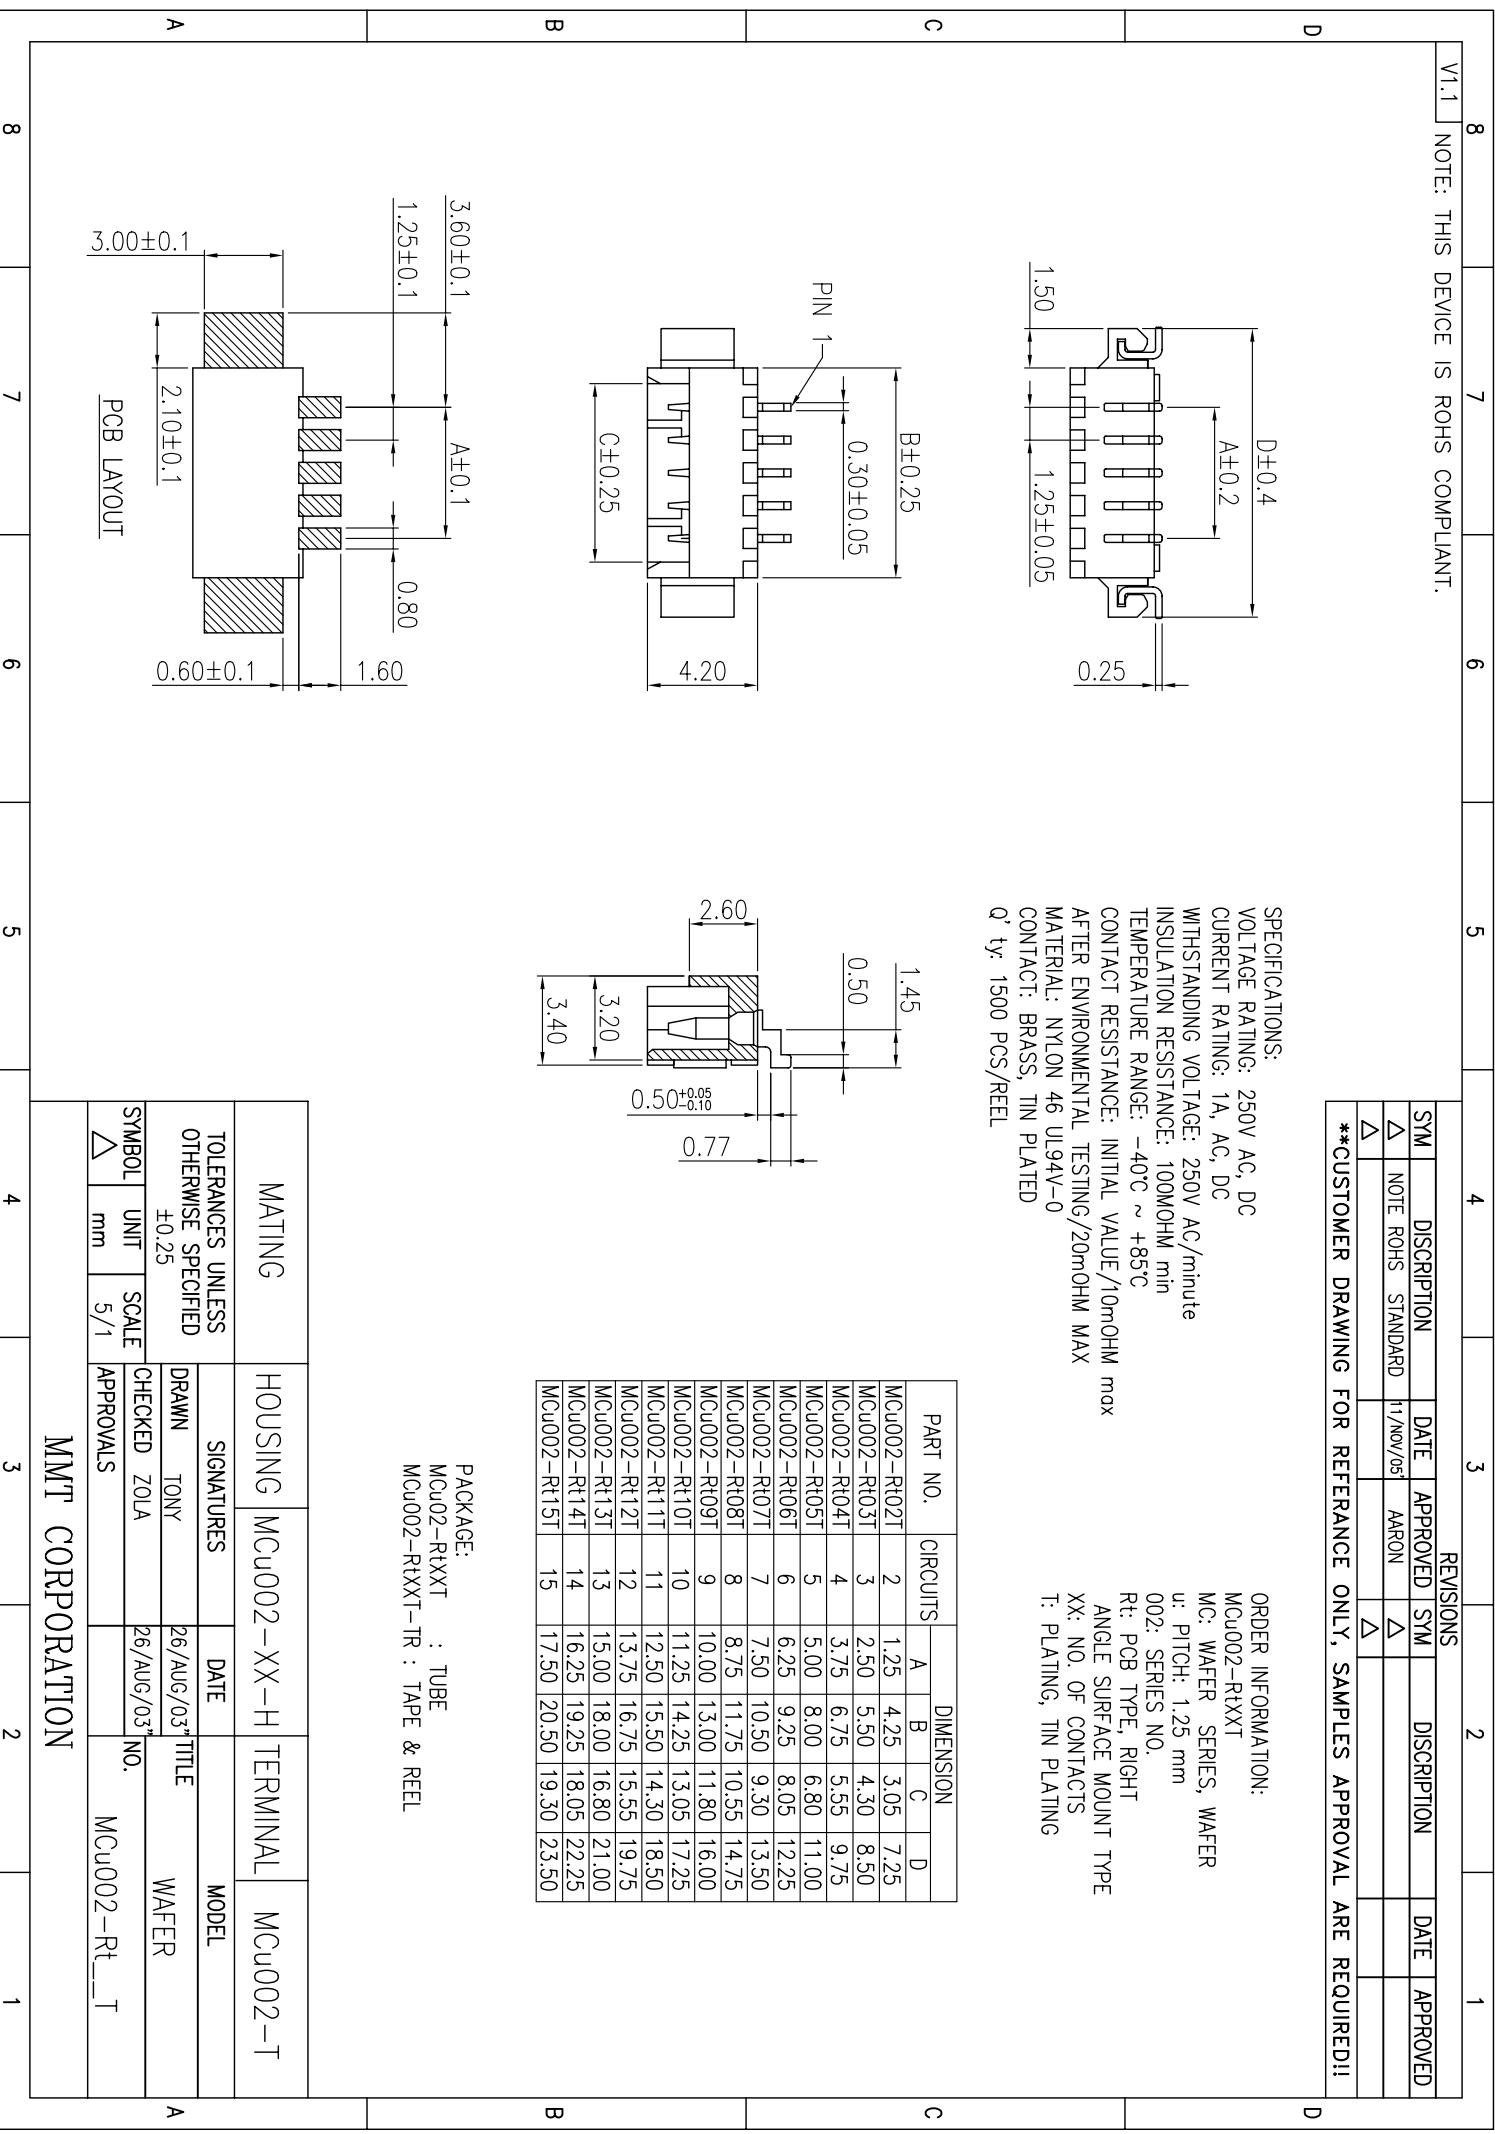 8 7 6 5 4 3 2 1
V1.1 NOTE: THIS DEVICE IS ROHS COMPLIANT.
REVISIONS
SYM DISCRIPTION DATE APPROVED SYM DISCRIPTION DATE APPROVED
△ NOTE ROHS STANDARD 11/NOV/05' AARON △
△ △
**CUSTOMER DRAWING FOR REFERANCE ONLY, SAMPLES APPROVAL ARE REQUIRED!!
D D
C C
B B
A A
D±0.4
A±0.2
1.50
1.25±0.05
0.25
PIN 1
B±0.25
0.30±0.05
C±0.25
4.20
3.60±0.1
1.25±0.1
A±0.1
0.80
3.00±0.1
2.10±0.1
0.60±0.1
1.60
PCB LAYOUT
SPECIFICATIONS:
VOLTAGE RATING: 250V AC, DC
CURRENT RATING: 1A, AC, DC
WITHSTANDING VOLTAGE: 250V AC/minute
INSULATION RESISTANCE: 100MOHM min
TEMPERATURE RANGE: -40℃ ~ +85℃
CONTACT RESISTANCE: INITIAL VALUE/10mOHM max
AFTER ENVIRONMENTAL TESTING/20mOHM MAX
MATERIAL: NYLON 46 UL94V-0
CONTACT: BRASS, TIN PLATED
Q' ty: 1500 PCS/REEL
1.45
0.50
2.60
3.20
3.40
0.50+0.05-0.10
0.77
ORDER INFORMATION:
MCu002-RtXXT
MC: WAFER SERIES, WAFER
u: PITCH: 1.25 mm
002: SERIES NO.
Rt: PCB TYPE, RIGHT
ANGLE SURFACE MOUNT TYPE
XX: NO. OF CONTACTS
T: PLATING, TIN PLATING
PART NO. CIRCUITS DIMENSION
A B C D
MCu002-Rt02T 2 1.25 4.25 3.05 7.25
MCu002-Rt03T 3 2.50 5.50 4.30 8.50
MCu002-Rt04T 4 3.75 6.75 5.55 9.75
MCu002-Rt05T 5 5.00 8.00 6.80 11.00
MCu002-Rt06T 6 6.25 9.25 8.05 12.25
MCu002-Rt07T 7 7.50 10.50 9.30 13.50
MCu002-Rt08T 8 8.75 11.75 10.55 14.75
MCu002-Rt09T 9 10.00 13.00 11.80 16.00
MCu002-Rt10T 10 11.25 14.25 13.05 17.25
MCu002-Rt11T 11 12.50 15.50 14.30 18.50
MCu002-Rt12T 12 13.75 16.75 15.55 19.75
MCu002-Rt13T 13 15.00 18.00 16.80 21.00
MCu002-Rt14T 14 16.25 19.25 18.05 22.25
MCu002-Rt15T 15 17.50 20.50 19.30 23.50
PACKAGE:
MCu02-RtXXT : TUBE
MCu002-RtXXT-TR : TAPE & REEL
MATING HOUSING MCu002-XX-H TERMINAL MCu002-T
TOLERANCES UNLESS
OTHERWISE SPECIFIED
±0.25
SIGNATURES DATE MODEL
DRAWN TONY 26/AUG/03" TITLE WAFER
CHECKED ZOLA 26/AUG/03" NO. MCu002-Rt__T
APPROVALS
SYMBOL UNIT SCALE
△ mm 5/1
MMT CORPORATION
8 7 6 5 4 3 2 1